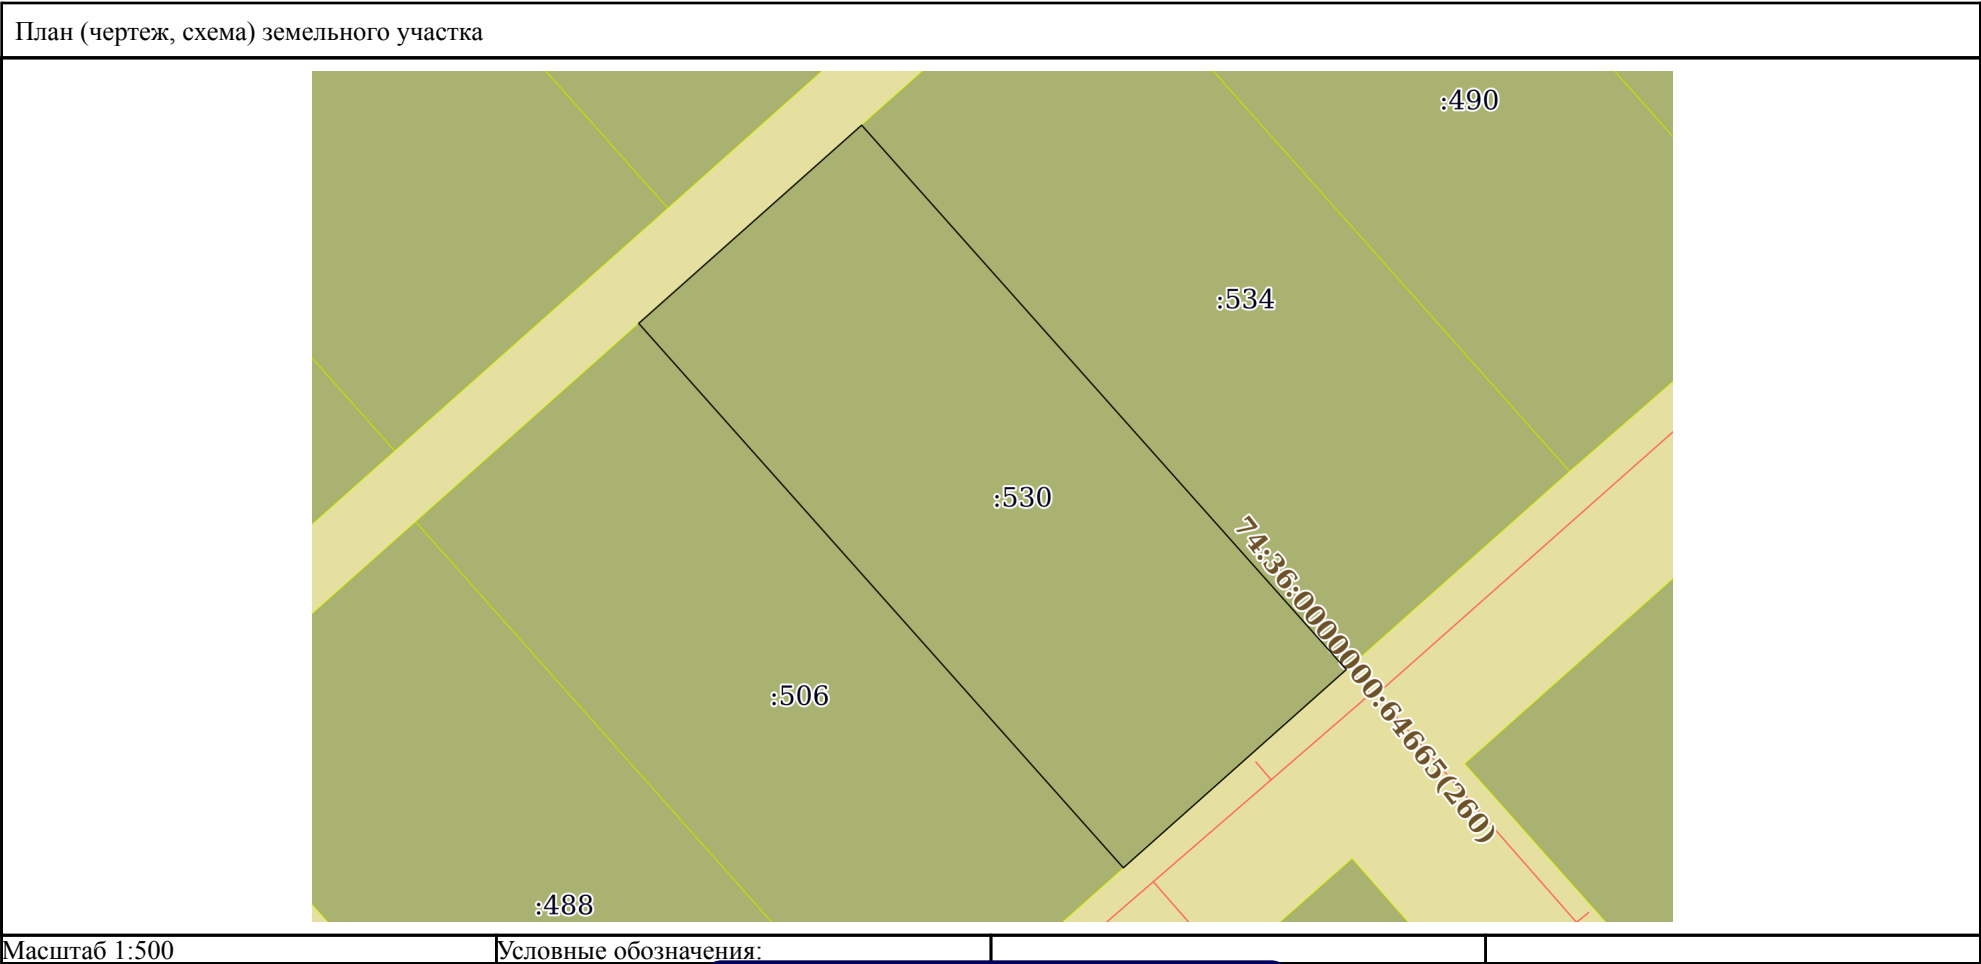 План (чертеж, схема) земельного участка
:490
:534
:530
74:36:0000000:64665(260)
:506
:488
Масштаб 1:500
Условные обозначения: